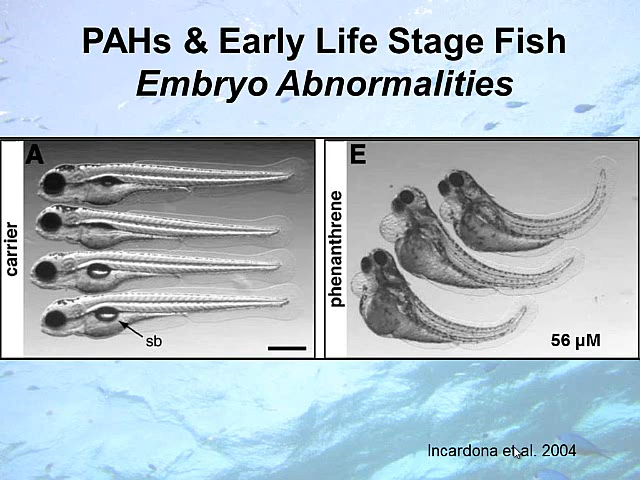 PAHs & Early Life Stage Fish
Embryo Abnormalities
A
carrier
sb
E
phenanthrene
56 µM
Incardona et al. 2004